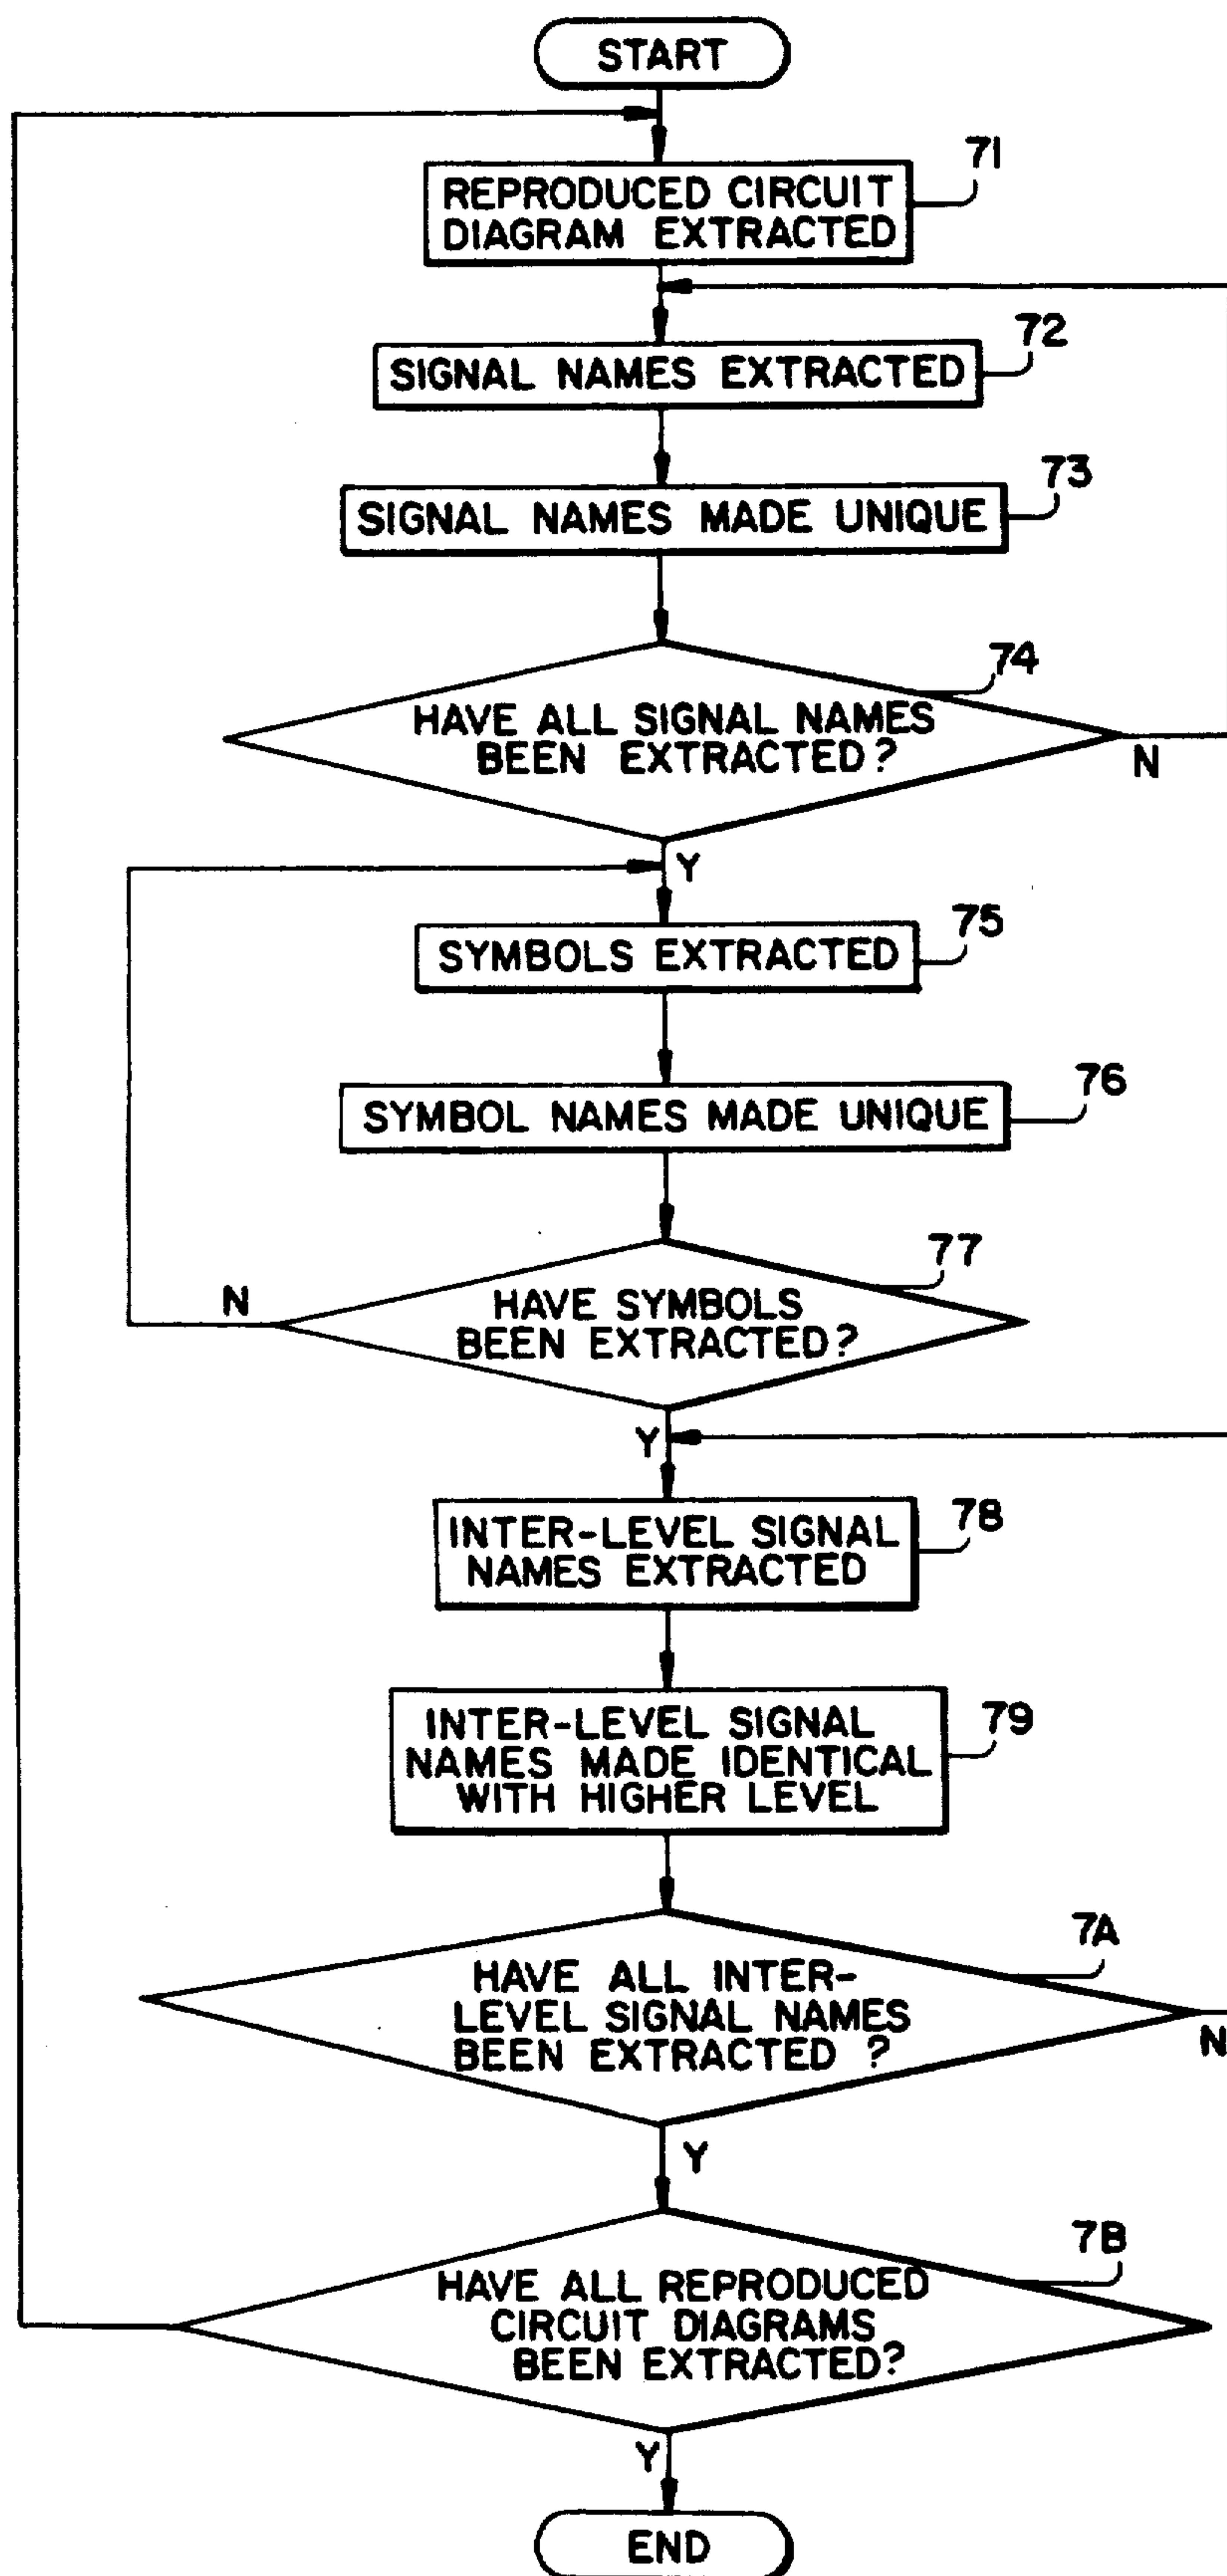 START
71
REPRODUCED CIRCUIT
DIAGRAM EXTRACTED
72
SIGNAL NAMES EXTRACTED
73
SIGNAL NAMES MADE UNIQUE
74
HAVE ALL SIGNAL NAMES
BEEN EXTRACTED?
N
Y
75
SYMBOLS EXTRACTED
76
SYMBOL NAMES MADE UNIQUE
77
N
HAVE SYMBOLS
BEEN EXTRACTED?
Y
78
INTER-LEVEL SIGNAL
NAMES EXTRACTED
79
INTER-LEVEL SIGNAL
NAMES MADE IDENTICAL
WITH HIGHER LEVEL
7A
HAVE ALL INTER-
LEVEL SIGNAL NAMES
BEEN EXTRACTED ?
N
Y
7B
HAVE ALL REPRODUCED
CIRCUIT DIAGRAMS
BEEN EXTRACTED?
Y
END